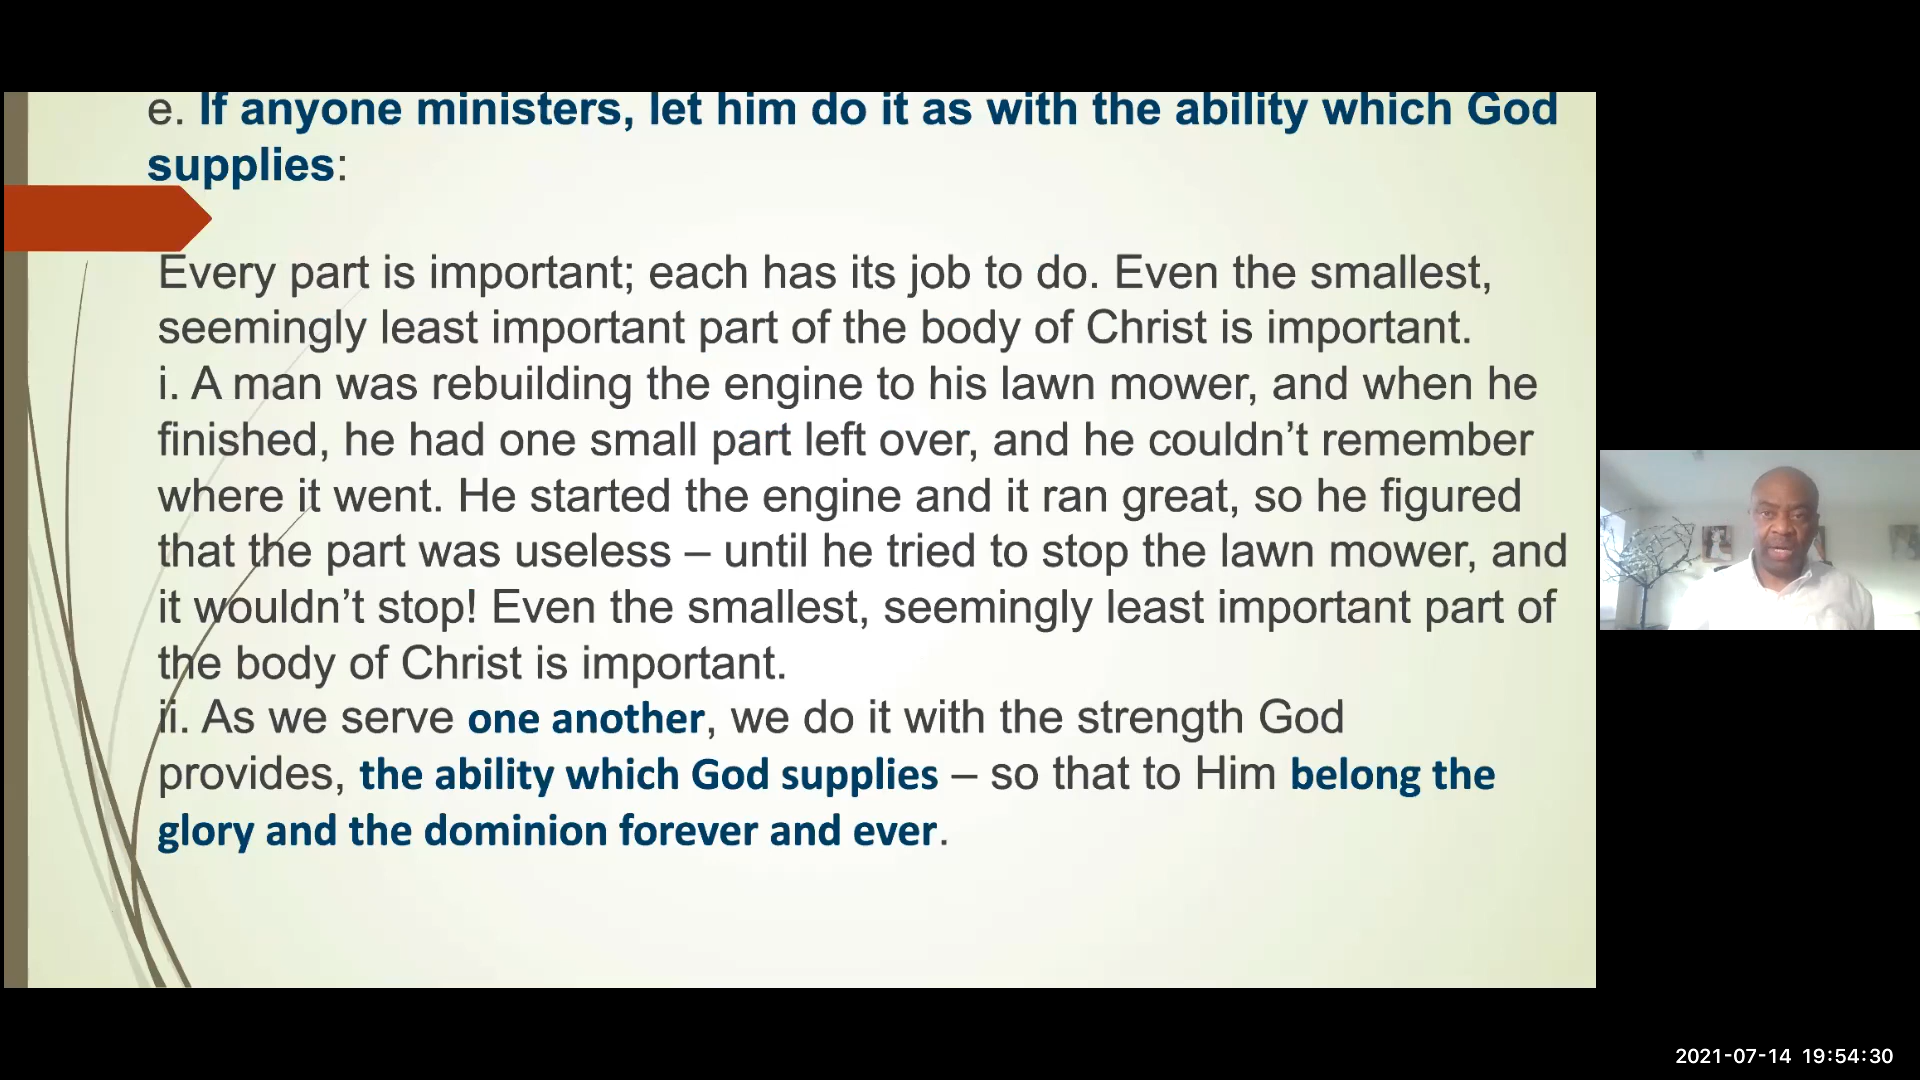 e. If anyone ministers, let him do it as with the ability which God
supplies:
Every part is important; each has its job to do. Even the smallest,
seemingly least important part of the body of Christ is important.
i. A man was rebuilding the engine to his lawn mower, and when he
finished, he had one small part left over, and he couldn’t remember
where it went. He started the engine and it ran great, so he figured
that the part was useless – until he tried to stop the lawn mower, and
it wouldn’t stop! Even the smallest, seemingly least important part of
the body of Christ is important.
ii. As we serve one another, we do it with the strength God
provides, the ability which God supplies – so that to Him belong the
glory and the dominion forever and ever.
2021-07-14 19:54:30